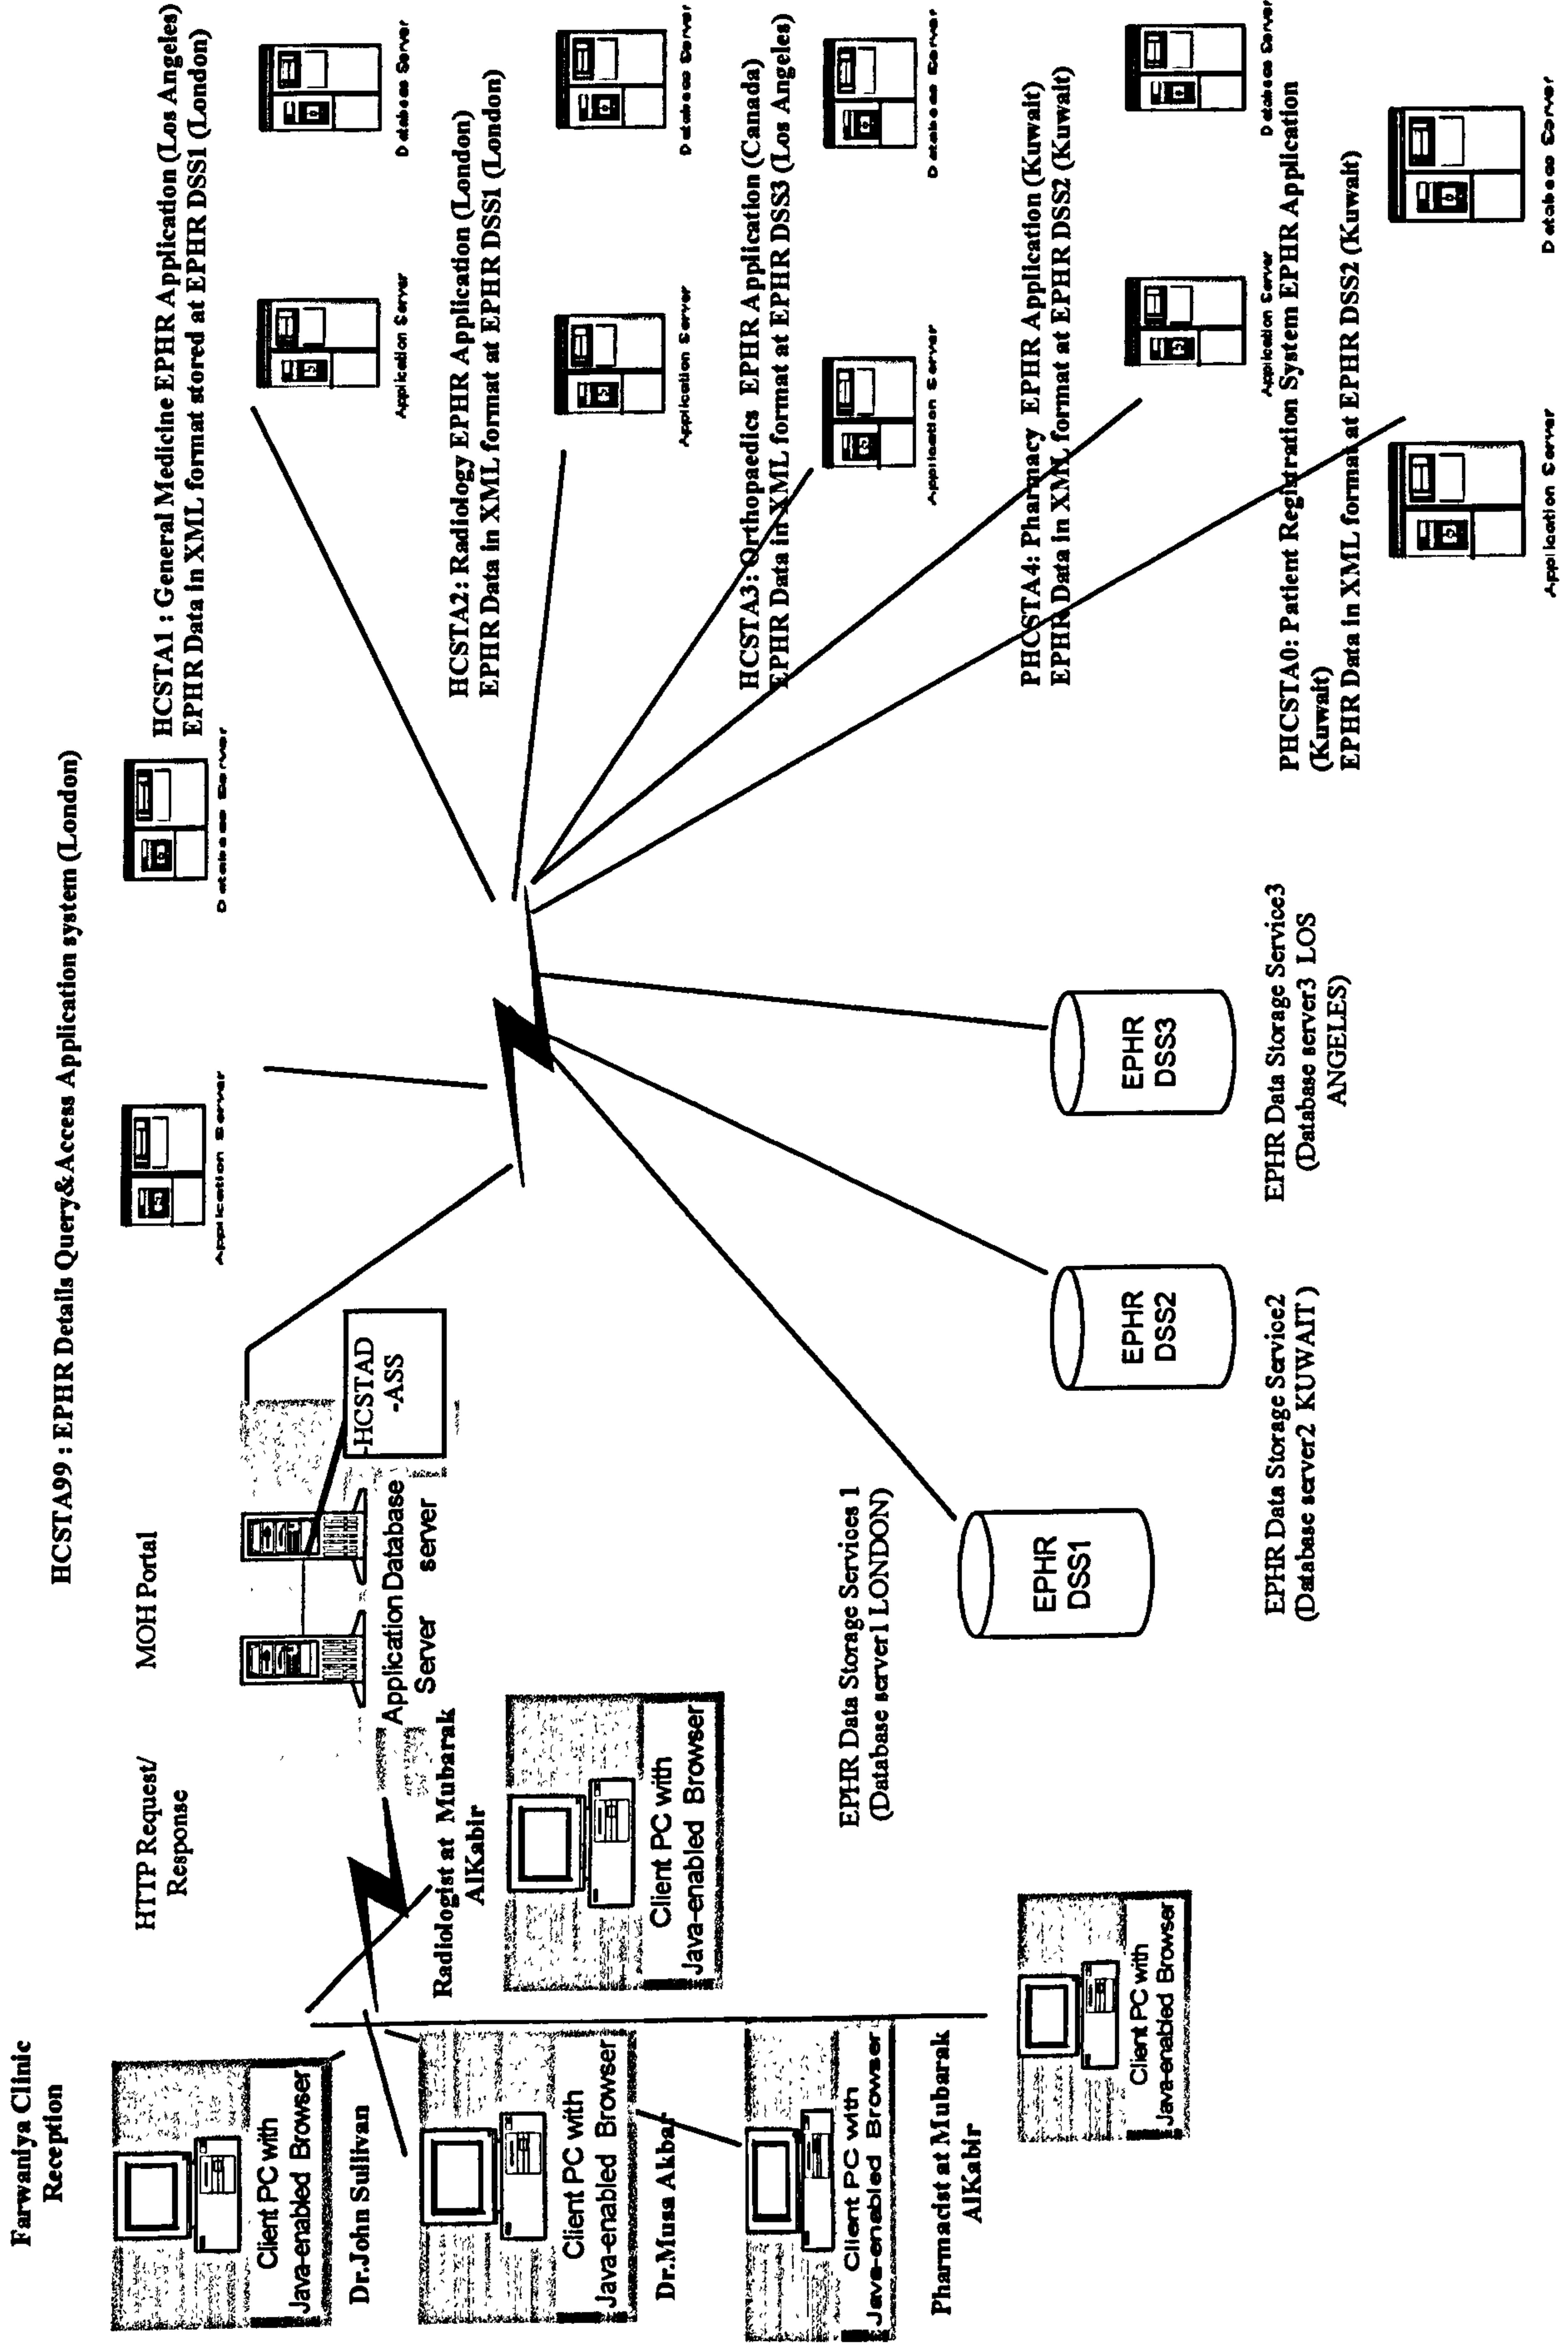 HCSTA99 : EPHR Details Query&Access Application system (London)
Farwaniya Clinic
Reception
HTTP Request/
Response
MOH Portal
Application Server
Database Server
HCSTA1 : General Medicine EPHR Application (Los Angeles)
EPHR Data in XML format stored at EPHR DSS1 (London)
Application Server
Database Server
Client PC with
Java-enabled Browser
Application Database
Server server
-HCSTAD
-ASS
Dr.John Sulivan
Radiologist at Mubarak
AlKabir
HCSTA2: Radiology EPHR Application (London)
EPHR Data in XML format at EPHR DSS1 (London)
Application Server
Database Server
Client PC with
Java-enabled Browser
Client PC with
Java-enabled Browser
Dr.Musa Akbar
HCSTA3: Orthopaedics EPHR Application (Canada)
EPHR Data in XML format at EPHR DSS3 (Los Angeles)
Application Server
Database Server
Client PC with
Java-enabled Browser
EPHR Data Storage Services 1
(Database server1 LONDON)
Pharmacist at Mubarak
AlKabir
PHCSTA4: Pharmacy EPHR Application (Kuwait)
EPHR Data in XML format at EPHR DSS2 (Kuwait)
Application Server
Database Server
Client PC with
Java-enabled Browser
EPHR
DSS1
EPHR
DSS2
EPHR
DSS3
EPHR Data Storage Service2
(Database server2 KUWAIT )
EPHR Data Storage Service3
(Database server3 LOS
ANGELES)
PHCSTA0: Patient Registration System EPHR Application
(Kuwait)
EPHR Data in XML format at EPHR DSS2 (Kuwait)
Application Server
Database Server